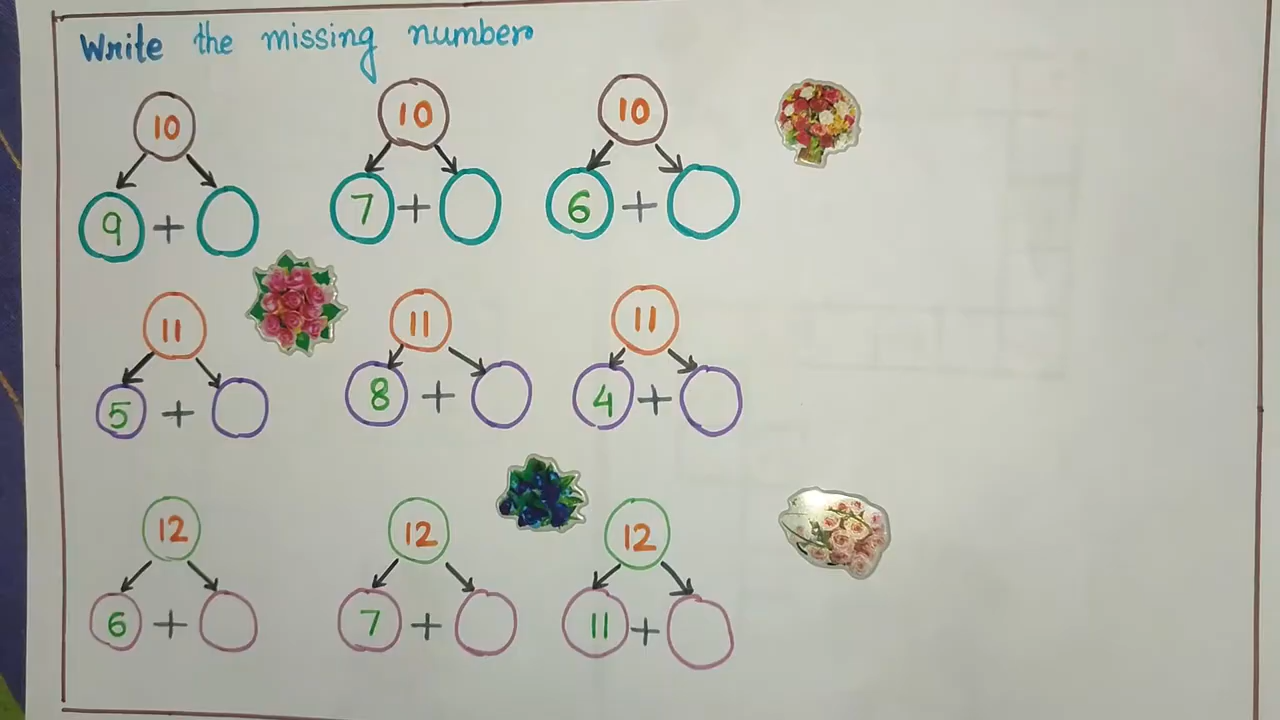 Write the missing number
10 10 10
9 + 7 + 6 +
11 11 11
5 + 8 + 4 +
12 12 12
6 + 7 + 11 +